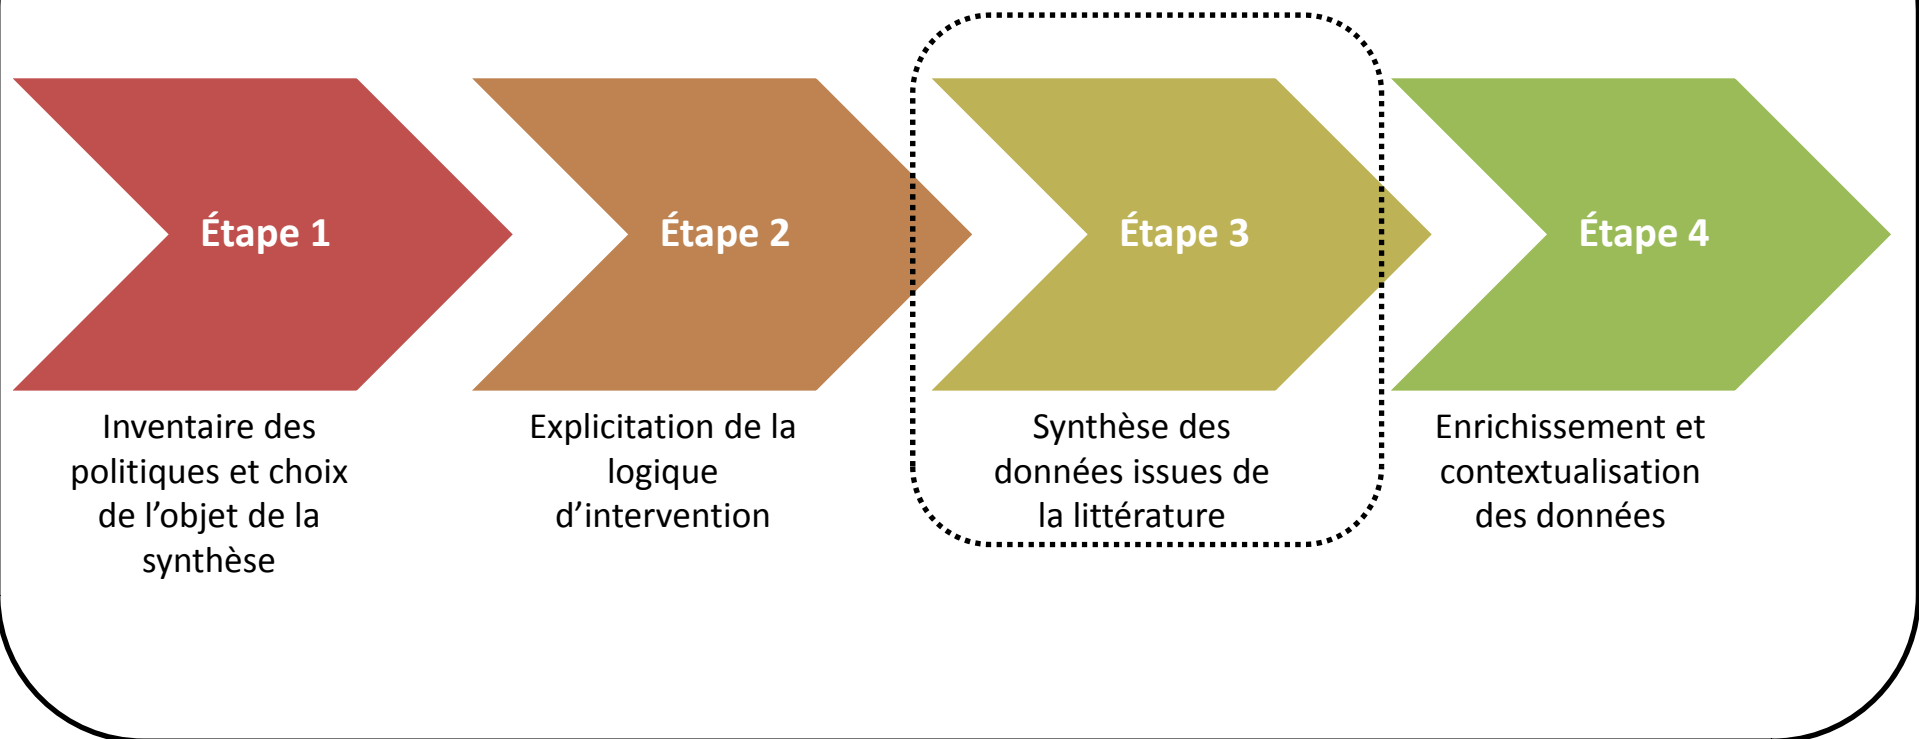 Étape 1
Inventaire des
politiques et choix
de l’objet de la
synthèse
Étape 2
Explicitation de la
logique
d’intervention
Étape 3
Synthèse des
données issues de
la littérature
Étape 4
Enrichissement et
contextualisation
des données